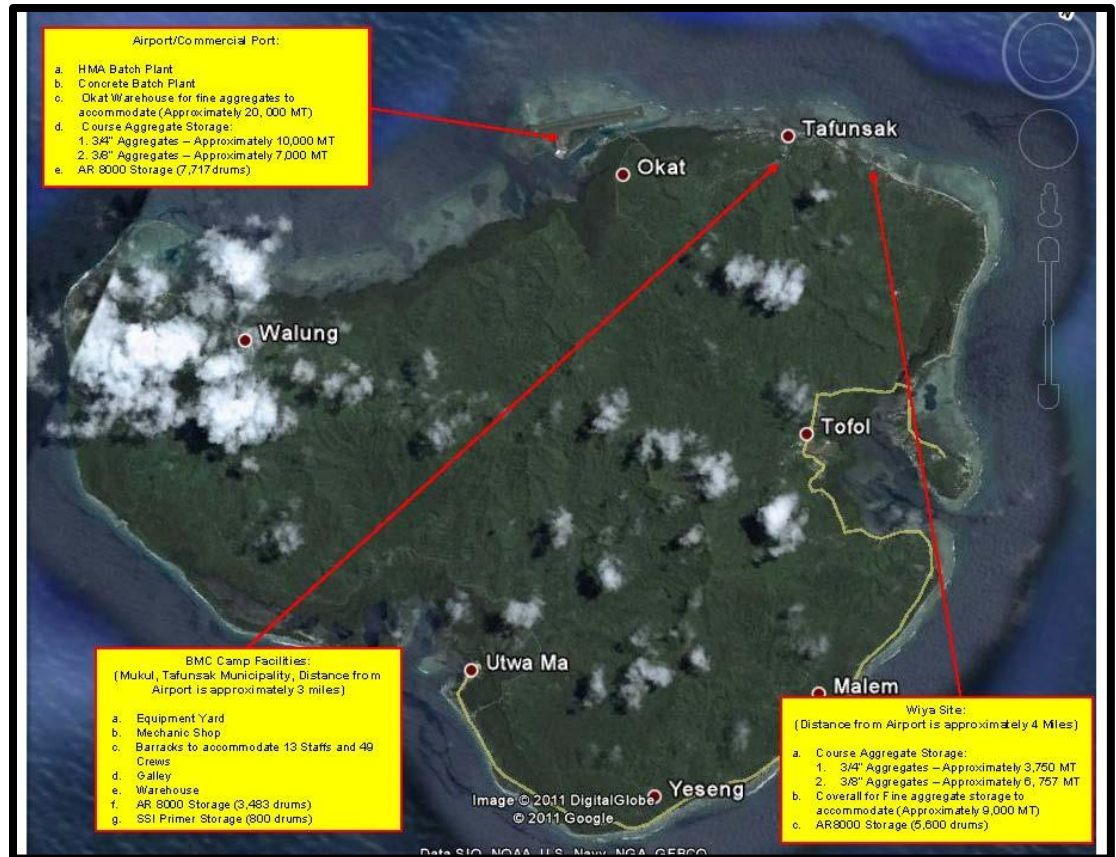 Airport/Commercial Port:
a. HMA Batch Plant
b. Concrete Batch Plant
c. Okat Warehouse for fine aggregates to
accommodate (Approximately 20, 000 MT)
d. Course Aggregate Storage:
1. 3/4" Aggregates – Approximately 10,000 MT
2. 3/8" Aggregates – Approximately 7,000 MT
e. AR 8000 Storage (7,717 drums)
Tafunsak
Okat
Walung
Tofol
Utwa Ma
Malem
Yeseng
BMC Camp Facilities:
(Mukul, Tafunsak Municipality, Distance from
Airport is approximately 3 miles)
a. Equipment Yard
b. Mechanic Shop
c. Barracks to accommodate 13 Staffs and 49
Crews
d. Galley
e. Warehouse
f. AR 8000 Storage (3,483 drums)
g. SSI Primer Storage (800 drums)
Wiya Site:
(Distance from Airport is approximately 4 Miles)
a. Course Aggregate Storage:
1. 3/4" Aggregates – Approximately 3,750 MT
2. 3/8" Aggregates – Approximately 6, 757 MT
b. Coverall for Fine aggregate storage to
accommodate (Approximately 9,000 MT)
c. AR8000 Storage (5,600 drums)
Image © 2011 DigitalGlobe
© 2011 Google
Data SIO, NOAA, U.S. Navy, NGA, GEBCO